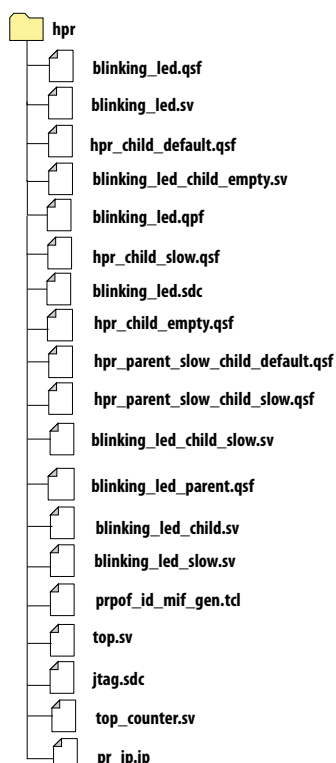 hpr
blinking_led.qsf
blinking_led.sv
hpr_child_default.qsf
blinking_led_child_empty.sv
blinking_led.qpf
hpr_child_slow.qsf
blinking_led.sdc
hpr_child_empty.qsf
hpr_parent_slow_child_default.qsf
hpr_parent_slow_child_slow.qsf
blinking_led_child_slow.sv
blinking_led_parent.qsf
blinking_led_child.sv
blinking_led_slow.sv
prpof_id_mif_gen.tcl
top.sv
jtag.sdc
top_counter.sv
pr_ip.ip